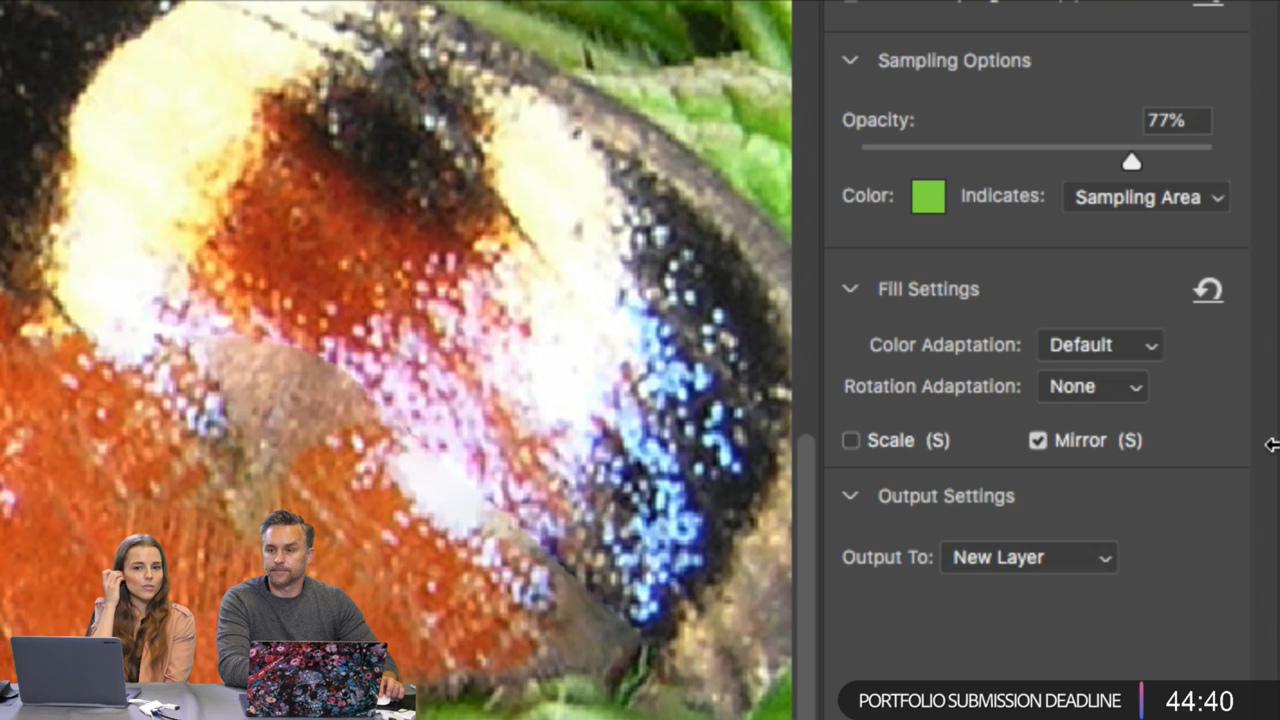 Sampling Options
Opacity: 77%
Color: Indicates: Sampling Area
Fill Settings
Color Adaptation: Default
Rotation Adaptation: None
Scale (S) Mirror (S)
Output Settings
Output To: New Layer
PORTFOLIO SUBMISSION DEADLINE 44:40